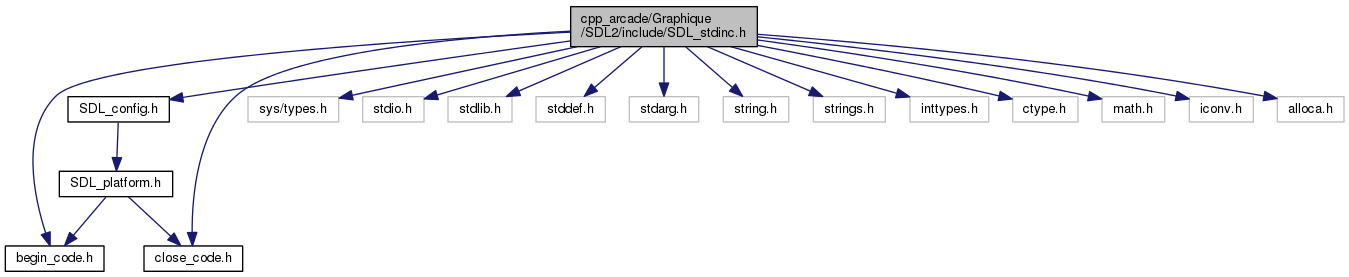 cpp_arcade/Graphique
/SDL2/include/SDL_stdinc.h
SDL_config.h
sys/types.h
stdio.h
stdlib.h
stddef.h
stdarg.h
string.h
strings.h
inttypes.h
ctype.h
math.h
iconv.h
alloca.h
SDL_platform.h
begin_code.h
close_code.h